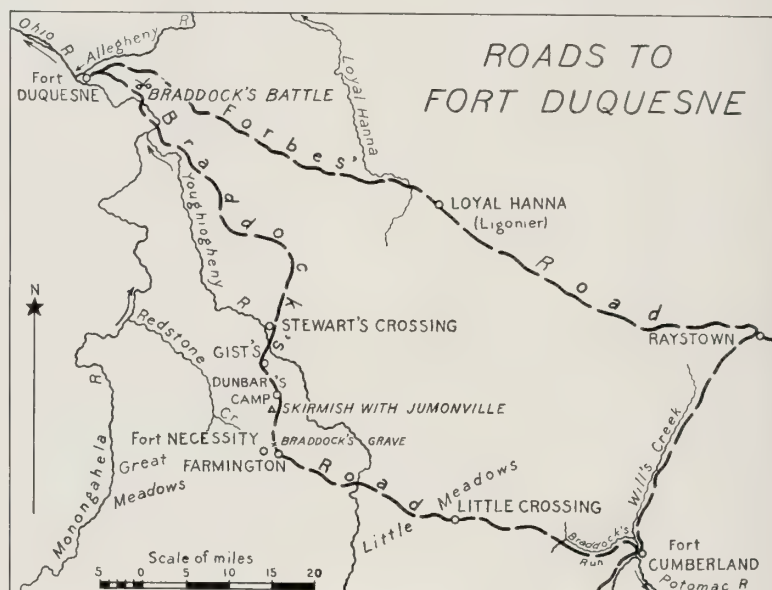 ROADS TO
FORT DUQUESNE
Ohio R
Allegheny R
Fort
DUQUESNE
BRADDOCK'S BATTLE
Forbes' Road
Loyal Hanna
LOYAL HANNA
(Ligonier)
RAYSTOWN
Braddock's Road
Youghiogheny R
N
Redstone Cr
STEWART'S CROSSING
GIST'S
DUNBAR'S
CAMP
SKIRMISH WITH JUMONVILLE
Fort NECESSITY
BRADDOCK'S GRAVE
FARMINGTON
Great
Meadows
Monongahela R
Little Meadows
LITTLE CROSSING
Will's Creek
Braddock's
Run
Fort
CUMBERLAND
Potomac R
Scale of miles
5 0 5 10 15 20